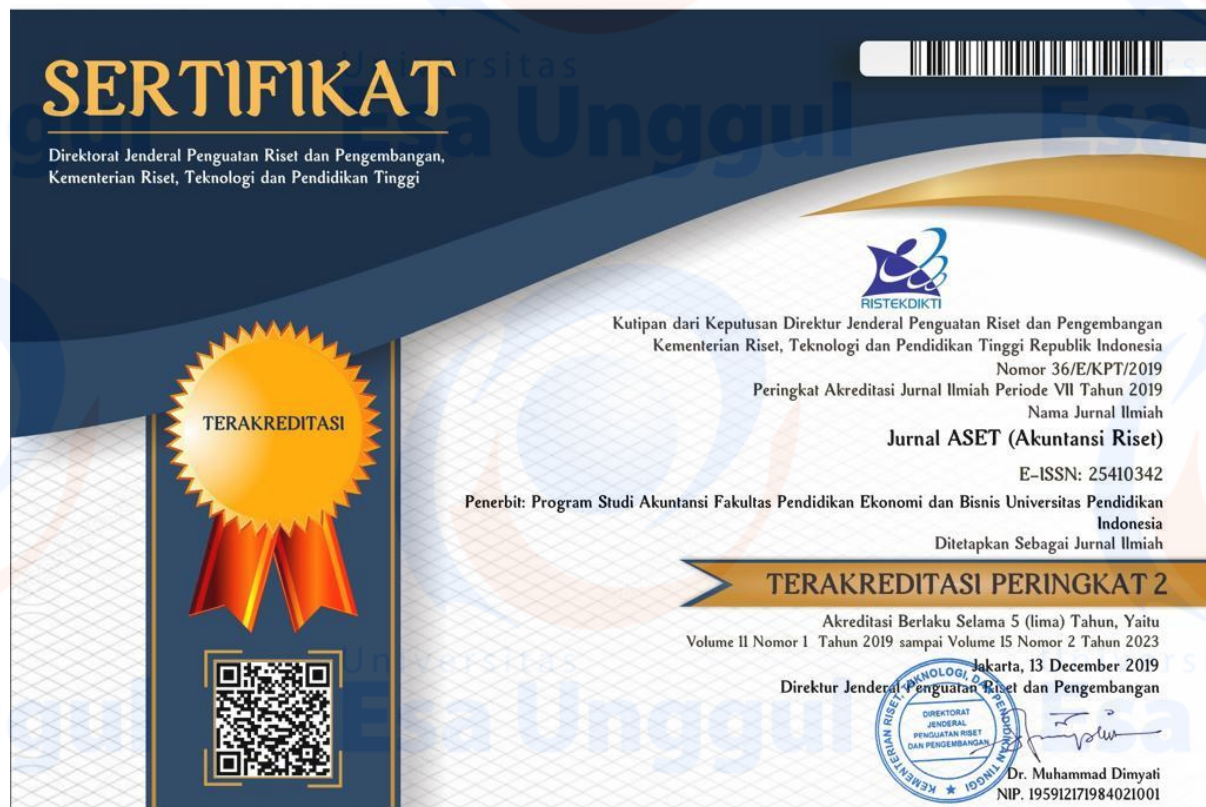 SERTIFIKAT
Direktorat Jenderal Penguatan Riset dan Pengembangan,
Kementerian Riset, Teknologi dan Pendidikan Tinggi
RISTEKDIKTI
Kutipan dari Keputusan Direktur Jenderal Penguatan Riset dan Pengembangan
Kementerian Riset, Teknologi dan Pendidikan Tinggi Republik Indonesia
Nomor 36/E/KPT/2019
Peringkat Akreditasi Jurnal Ilmiah Periode VII Tahun 2019
Nama Jurnal Ilmiah
Jurnal ASET (Akuntansi Riset)
E-ISSN: 25410342
Penerbit: Program Studi Akuntansi Fakultas Pendidikan Ekonomi dan Bisnis Universitas Pendidikan
Indonesia
Ditetapkan Sebagai Jurnal Ilmiah
TERAKREDITASI
TERAKREDITASI PERINGKAT 2
Akreditasi Berlaku Selama 5 (lima) Tahun, Yaitu
Volume 11 Nomor 1 Tahun 2019 sampai Volume 15 Nomor 2 Tahun 2023
Jakarta, 13 December 2019
Direktur Jenderal Penguatan Riset dan Pengembangan
KEMENTERIAN RISET, TEKNOLOGI, DAN PENDIDIKAN TINGGI
DIREKTORAT
JENDERAL
PENGUATAN RISET
DAN PENGEMBANGAN
Dr. Muhammad Dimyati
NIP. 195912171984021001
Universitas
Esa Unggul